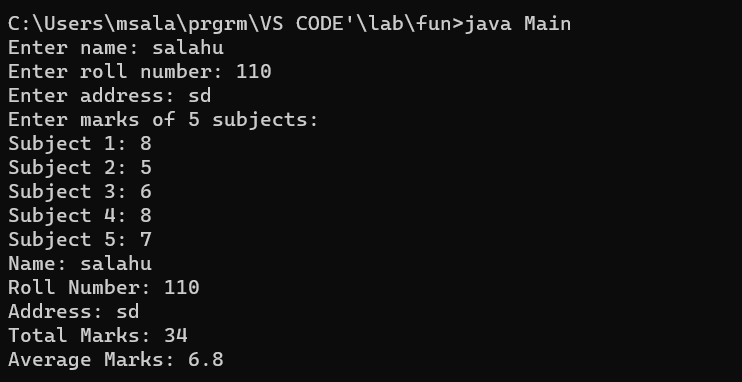 C:\Users\msala\prgrm\VS CODE'\lab\fun>java Main
Enter name: salahu
Enter roll number: 110
Enter address: sd
Enter marks of 5 subjects:
Subject 1: 8
Subject 2: 5
Subject 3: 6
Subject 4: 8
Subject 5: 7
Name: salahu
Roll Number: 110
Address: sd
Total Marks: 34
Average Marks: 6.8